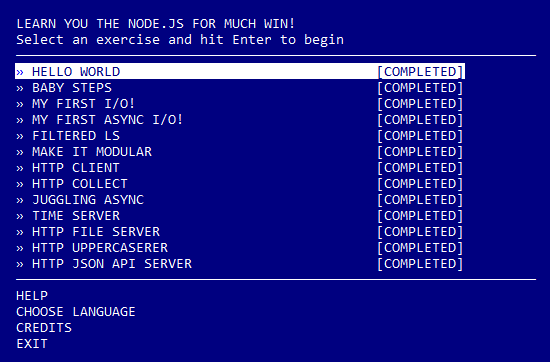 LEARN YOU THE NODE.JS FOR MUCH WIN!
Select an exercise and hit Enter to begin
» HELLO WORLD [COMPLETED]
» BABY STEPS [COMPLETED]
» MY FIRST I/O! [COMPLETED]
» MY FIRST ASYNC I/O! [COMPLETED]
» FILTERED LS [COMPLETED]
» MAKE IT MODULAR [COMPLETED]
» HTTP CLIENT [COMPLETED]
» HTTP COLLECT [COMPLETED]
» JUGGLING ASYNC [COMPLETED]
» TIME SERVER [COMPLETED]
» HTTP FILE SERVER [COMPLETED]
» HTTP UPPERCASERER [COMPLETED]
» HTTP JSON API SERVER [COMPLETED]
HELP
CHOOSE LANGUAGE
CREDITS
EXIT